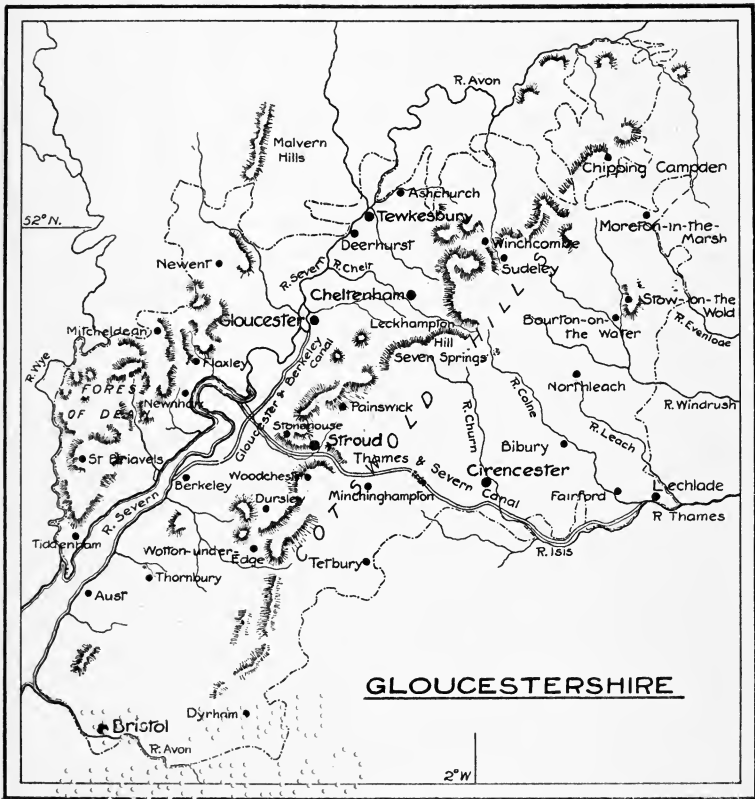 R. Avon
Malvern
Hills
Chipping Campden
Ashchurch
Tewkesbury
52° N.
Moreton-in-the-
Marsh
Deerhurst
Winchcombe
Sudeley
Newent
R. Severn
R. Chelt
Cheltenham
Stow-on-the
Wold
Gloucester
Leckhampton
Hill
Bourton-on-
the Water
R. Evenlode
Mitcheldean
HILLS
Seven Springs
R. Wye
Flaxley
Gloucester & Berkeley
Canal
Northleach
FOREST
OF DEAN
Newnham
Painswick
R. Churn
R. Colne
R. Windrush
Stonehouse
Stroud
R. Leach
St Briavels
Thames & Severn Canal
Bibury
Woodchester
Cirencester
Lechlade
R. Severn
Berkeley
Minchinghampton
Fairford
Dursley
R Thames
COTSWOLD
Tiddenham
Wotton-under-
Edge
R. Isis
Tetbury
Thornbury
Aust
GLOUCESTERSHIRE
Dyrham
Bristol
R. Avon
2° W